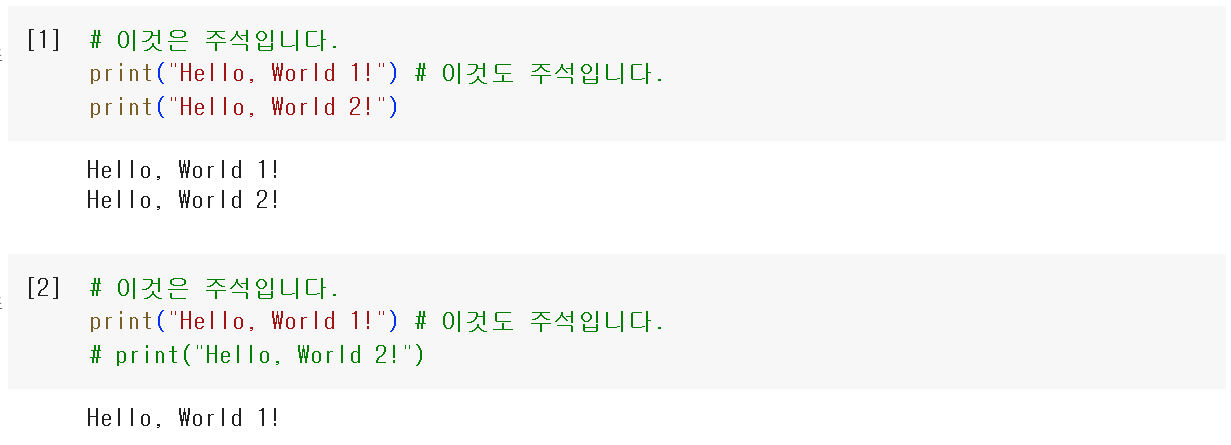 [1] # 이것은 주석입니다.
print("Hello, World 1!") # 이것도 주석입니다.
print("Hello, World 2!")
Hello, World 1!
Hello, World 2!
[2] # 이것은 주석입니다.
print("Hello, World 1!") # 이것도 주석입니다.
# print("Hello, World 2!")
Hello, World 1!